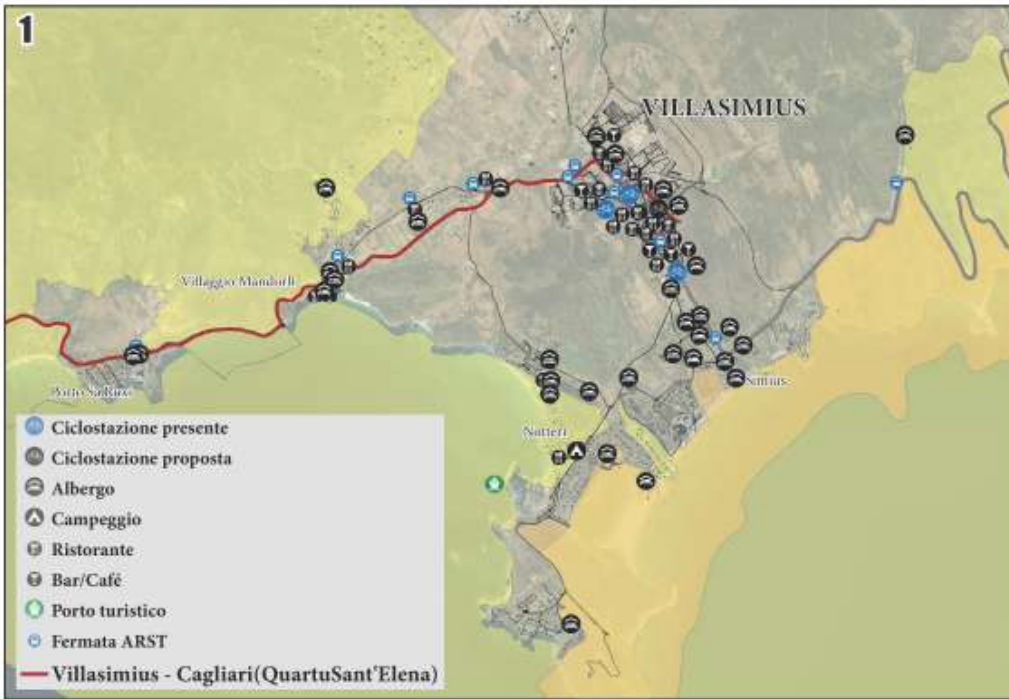 1
VILLASIMIUS
Villaggio Mandorli
Porto Sa Ruxi
Simius
Notteri
Ciclostazione presente
Ciclostazione proposta
Albergo
Campeggio
Ristorante
Bar/Café
Porto turistico
Fermata ARST
Villasimius - Cagliari(QuartuSant'Elena)